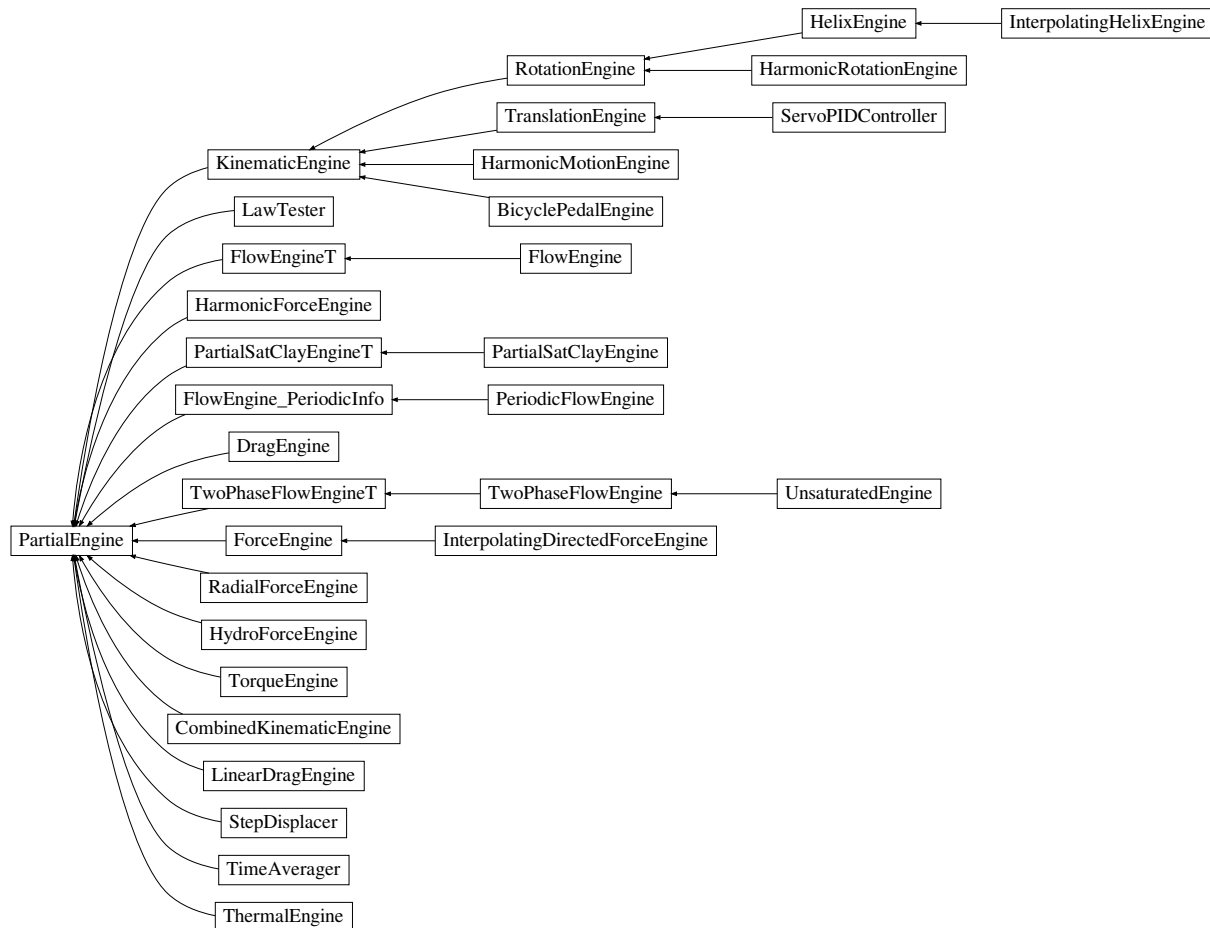 HelixEngine InterpolatingHelixEngine
RotationEngine HarmonicRotationEngine
TranslationEngine ServoPIDController
KinematicEngine HarmonicMotionEngine
LawTester BicyclePedalEngine
FlowEngineT FlowEngine
HarmonicForceEngine
PartialSatClayEngineT PartialSatClayEngine
FlowEngine_PeriodicInfo PeriodicFlowEngine
DragEngine
TwoPhaseFlowEngineT TwoPhaseFlowEngine UnsaturatedEngine
PartialEngine ForceEngine InterpolatingDirectedForceEngine
RadialForceEngine
HydroForceEngine
TorqueEngine
CombinedKinematicEngine
LinearDragEngine
StepDisplacer
TimeAverager
ThermalEngine